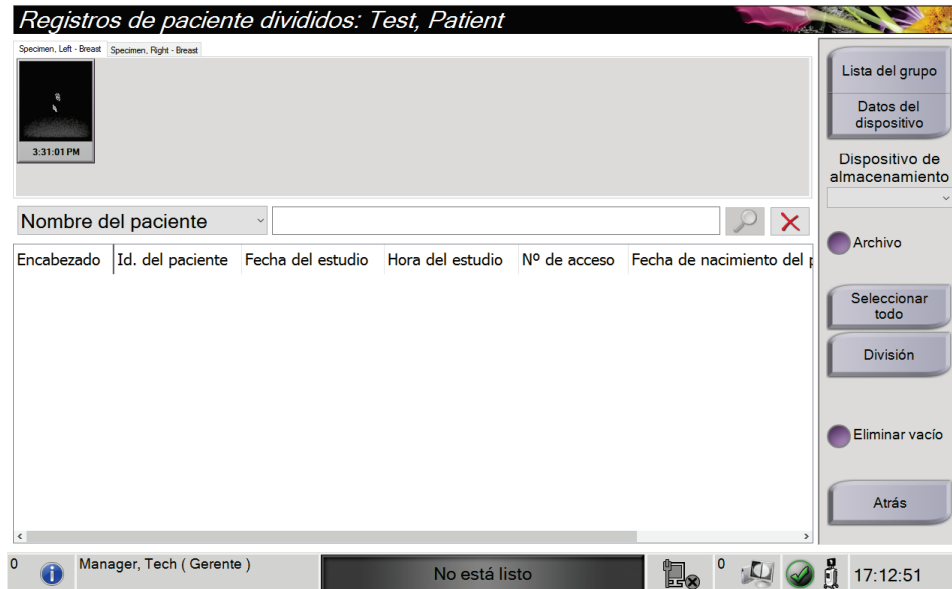 Registros de paciente divididos: Test, Patient
Specimen, Left - Breast
Specimen, Right - Breast
3:31:01 PM
Lista del grupo
Datos del
dispositivo
Dispositivo de
almacenamiento
Nombre del paciente
Archivo
Encabezado Id. del paciente Fecha del estudio Hora del estudio Nº de acceso Fecha de nacimiento del p
Seleccionar
todo
División
Eliminar vacío
Atrás
0
Manager, Tech ( Gerente )
No está listo
0
17:12:51